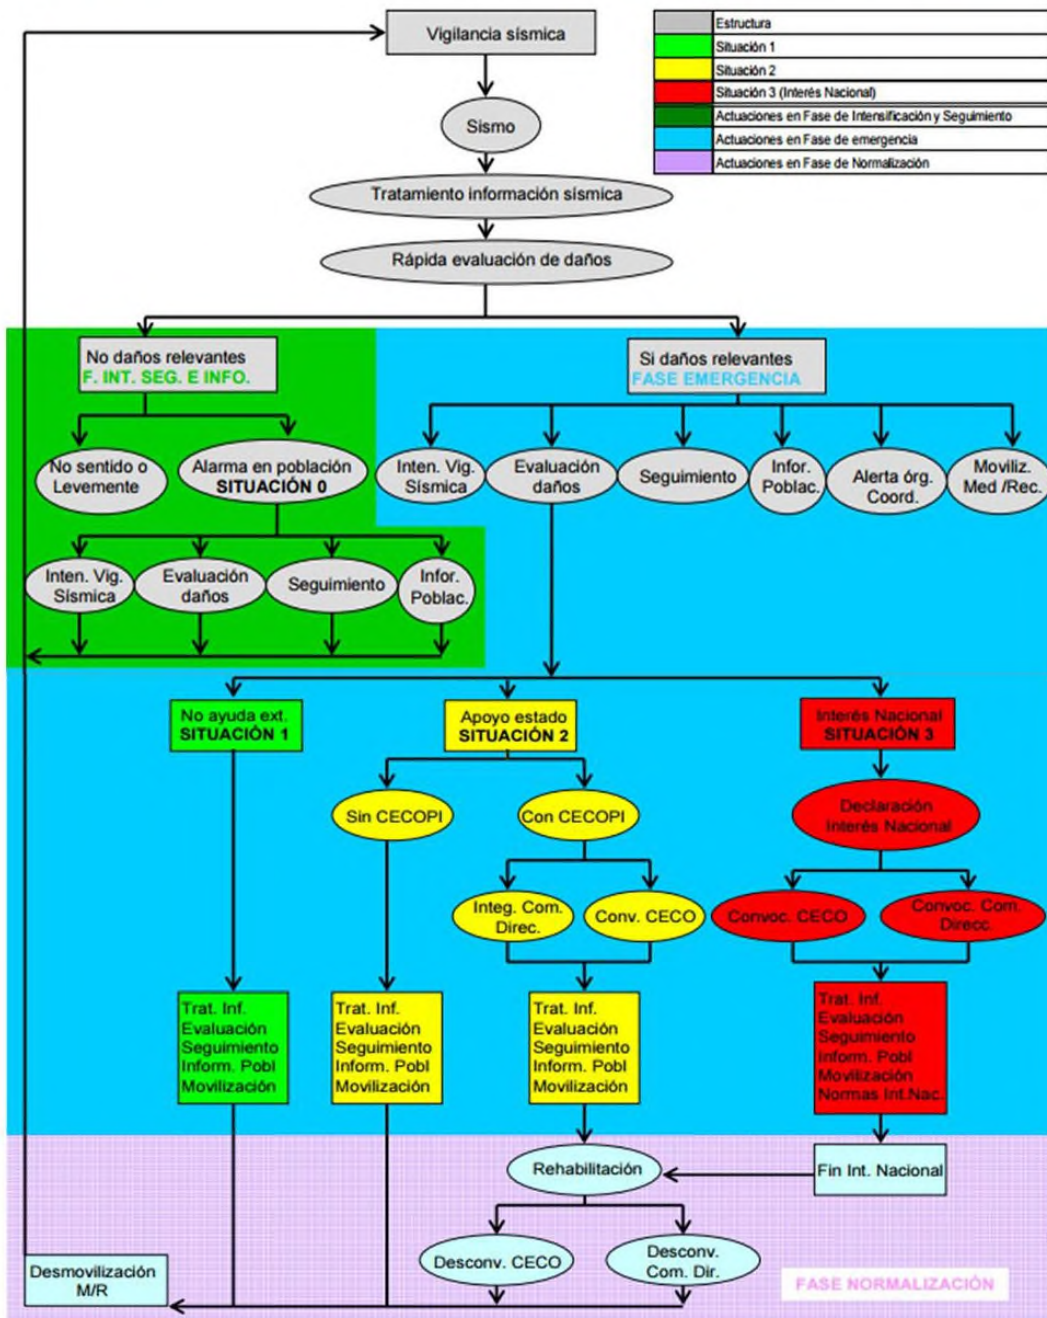 Vigilancia sísmica
Estructura
Situación 1
Situación 2
Situación 3 (Interés Nacional)
Actuaciones en Fase de Intensificación y Seguimiento
Actuaciones en Fase de emergencia
Actuaciones en Fase de Normalización
Sismo
Tratamiento información sísmica
Rápida evaluación de daños
No daños relevantes
F. INT. SEG. E INFO.
Si daños relevantes
FASE EMERGENCIA
No sentido o
Levemente
Alarma en población
SITUACIÓN 0
Inten. Vig.
Sísmica
Evaluación
daños
Seguimiento
Infor.
Poblac.
Alerta órg.
Coord.
Moviliz.
Med /Rec.
Inten. Vig.
Sísmica
Evaluación
daños
Seguimiento
Infor.
Poblac.
No ayuda ext.
SITUACIÓN 1
Apoyo estado
SITUACIÓN 2
Interés Nacional
SITUACIÓN 3
Sin CECOPI
Con CECOPI
Declaración
Interés Nacional
Integ. Com.
Direc.
Conv. CECO
Convoc. CECO
Convoc. Com.
Direcc.
Trat. Inf.
Evaluación
Seguimiento
Inform. Pobl
Movilización
Trat. Inf.
Evaluación
Seguimiento
Inform. Pobl
Movilización
Trat. Inf.
Evaluación
Seguimiento
Inform. Pobl
Movilización
Trat. Inf.
Evaluación
Seguimiento
Inform. Pobl
Movilización
Normas Int.Nac.
Rehabilitación
Fin Int. Nacional
Desconv. CECO
Desconv.
Com. Dir.
Desmovilización
M/R
FASE NORMALIZACIÓN